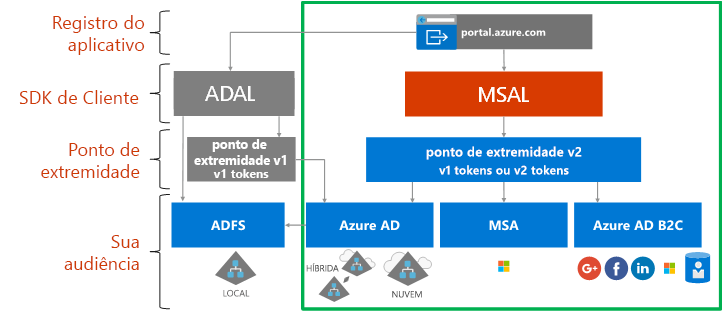 Registro do
aplicativo
portal.azure.com
SDK de Cliente
ADAL
MSAL
Ponto de
extremidade
ponto de
extremidade v1
v1 tokens
ponto de extremidade v2
v1 tokens ou v2 tokens
Sua
audiência
ADFS
Azure AD
MSA
Azure AD B2C
LOCAL
HÍBRIDA
NUVEM
G+
f
in